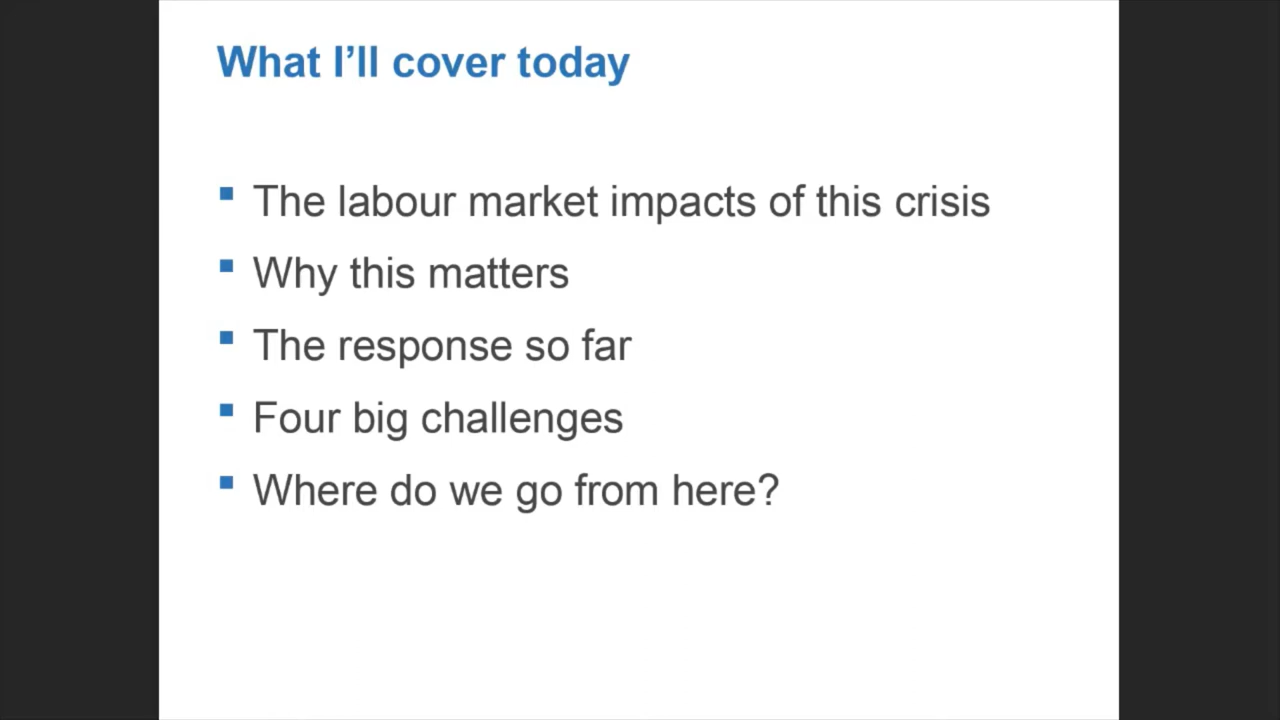 What I’ll cover today
The labour market impacts of this crisis
Why this matters
The response so far
Four big challenges
Where do we go from here?